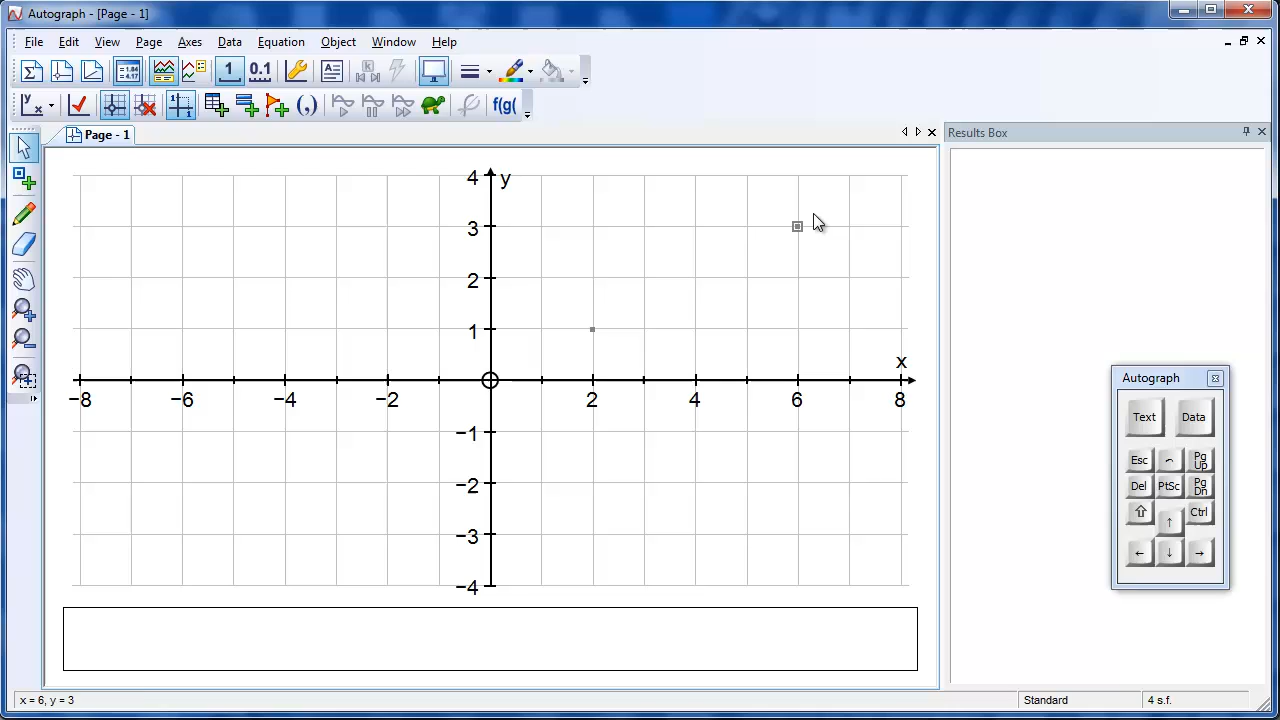 Autograph - [Page - 1]
File Edit View Page Axes Data Equation Object Window Help
1.84
4.17
1 0.1 A k
y x 1 1 (,) f(g(
Page - 1
Results Box
4 y
3
2
1
x
−8 −6 −4 −2 2 4 6 8
−1
−2
−3
−4
Autograph
Text Data
Esc Pg Up
Del PtSc Pg Dn
Ctrl
x = 6, y = 3
Standard
4 s.f.